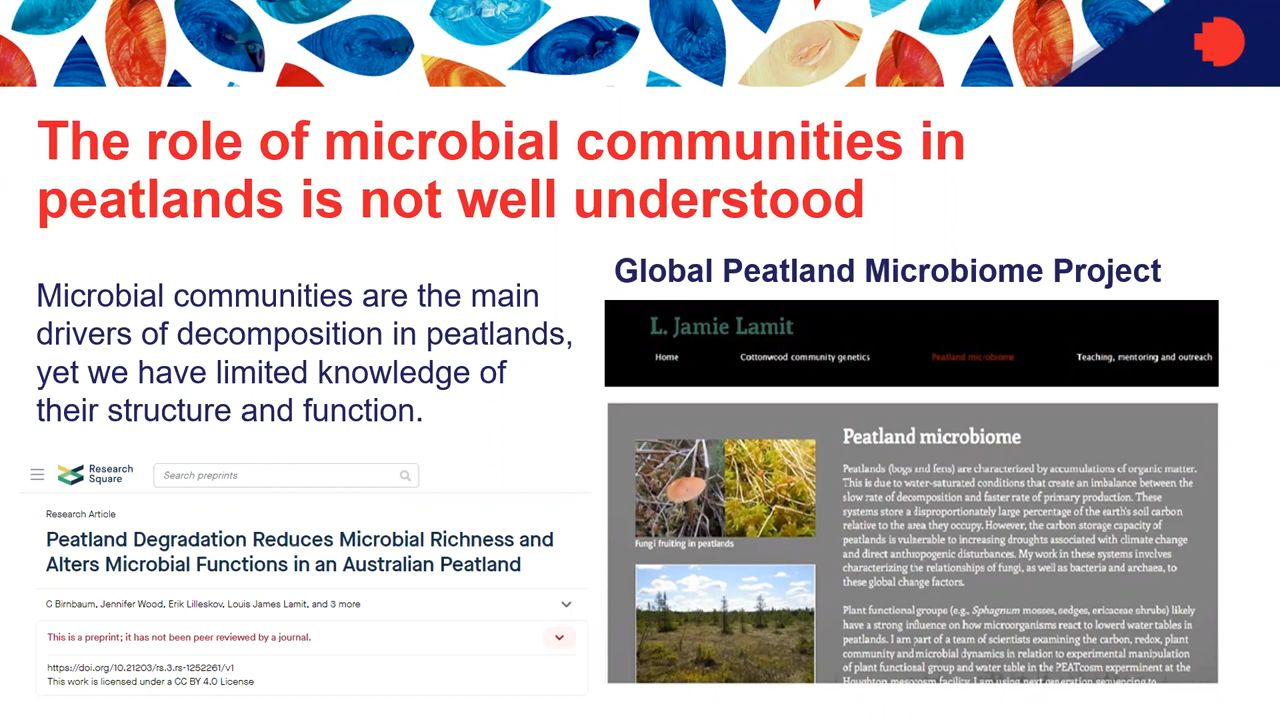 The role of microbial communities in
peatlands is not well understood
Microbial communities are the main
drivers of decomposition in peatlands,
yet we have limited knowledge of
their structure and function.
Research
Square
Search preprints
Research Article
Peatland Degradation Reduces Microbial Richness and
Alters Microbial Functions in an Australian Peatland
C Birnbaum, Jennifer Wood, Erik Lilleskov, Louis James Lamit, and 3 more
This is a preprint; it has not been peer reviewed by a journal.
https://doi.org/10.21203/rs.3.rs-1252261/v1
This work is licensed under a CC BY 4.0 License
Global Peatland Microbiome Project
L. Jamie Lamit
Home Cottonwood community genetics Peatland microbiome Teaching, mentoring and outreach
Fungi fruiting in peatlands
Peatland microbiome
Peatlands (bogs and fens) are characterized by accumulations of organic matter.
This is due to water-saturated conditions that create an imbalance between the
slow rate of decomposition and faster rate of primary production. These
systems store a disproportionately large percentage of the earth's soil carbon
relative to the area they occupy. However, the carbon storage capacity of
peatlands is vulnerable to increasing droughts associated with climate change
and direct anthropogenic disturbances. My work in these systems involves
characterizing the relationships of fungi, as well as bacteria and archaea, to
these global change factors.
Plant functional groups (e.g., Sphagnum mosses, sedges, ericaceae shrubs) likely
have a strong influence on how microorganisms react to lowerd water tables in
peatlands. I am part of a team of scientists examining the carbon, redox, plant
community and microbial dynamics in relation to experimental manipulation
of plant functional group and water table in the PEATcosm experminent at the
Houghton mesocosm facility. I am using next generation sequencing to